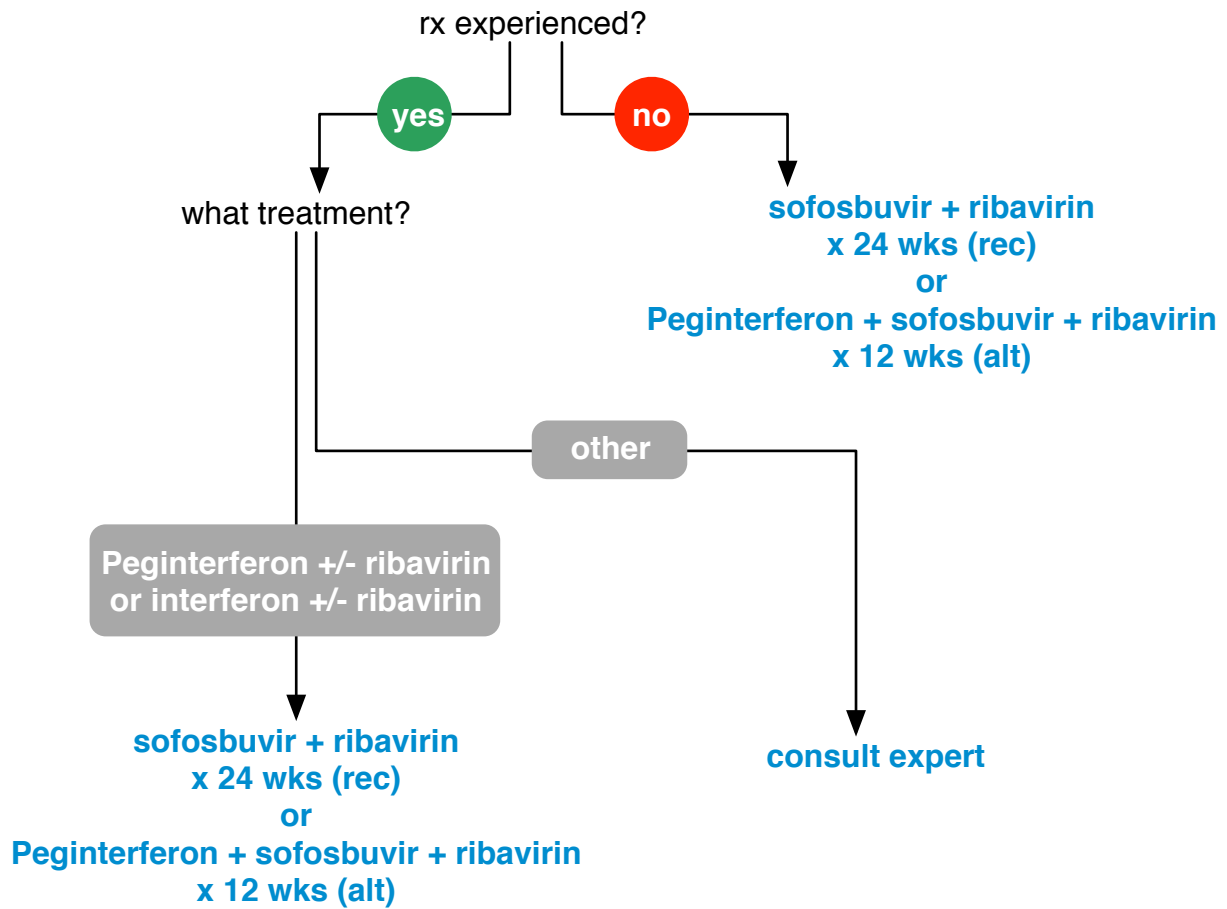 rx experienced?
yes
no
what treatment?
sofosbuvir + ribavirin
x 24 wks (rec)
or
Peginterferon + sofosbuvir + ribavirin
x 12 wks (alt)
other
Peginterferon +/- ribavirin
or interferon +/- ribavirin
sofosbuvir + ribavirin
x 24 wks (rec)
or
Peginterferon + sofosbuvir + ribavirin
x 12 wks (alt)
consult expert